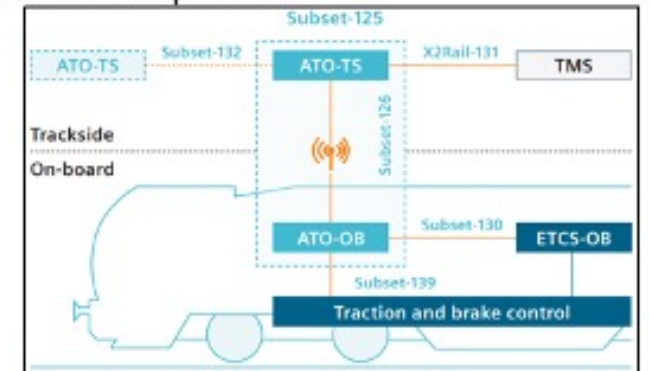 Subset-125
ATO-TS
Subset-132
ATO-TS
X2Rail-131
TMS
Subset-126
Trackside
On-board
ATO-OB
Subset-130
ETCS-OB
Subset-139
Traction and brake control